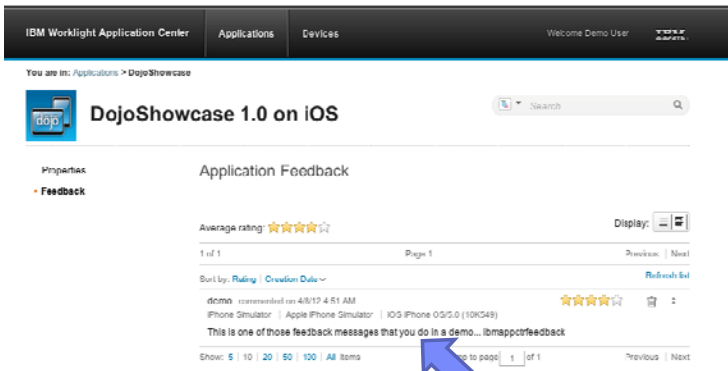 IBM Worklight Application Center Applications Devices Welcome Demo User
You are in: Applications > DojoShowcase
dojo DojoShowcase 1.0 on iOS Search
Properties Application Feedback
Feedback
Average rating: Display:
1 of 1 Page 1 Previous | Next
Sort by: Rating | Creation Date Refresh list
demo commented on 4/8/12 4:51 AM
iPhone Simulator | Apple iPhone Simulator | iOS iPhone OS/5.0 (10K549)
This is one of those feedback messages that you do in a demo... ibmappctrfeedback
Show: 5 | 10 | 20 | 50 | 100 | All items to page 1 of 1 Previous | Next